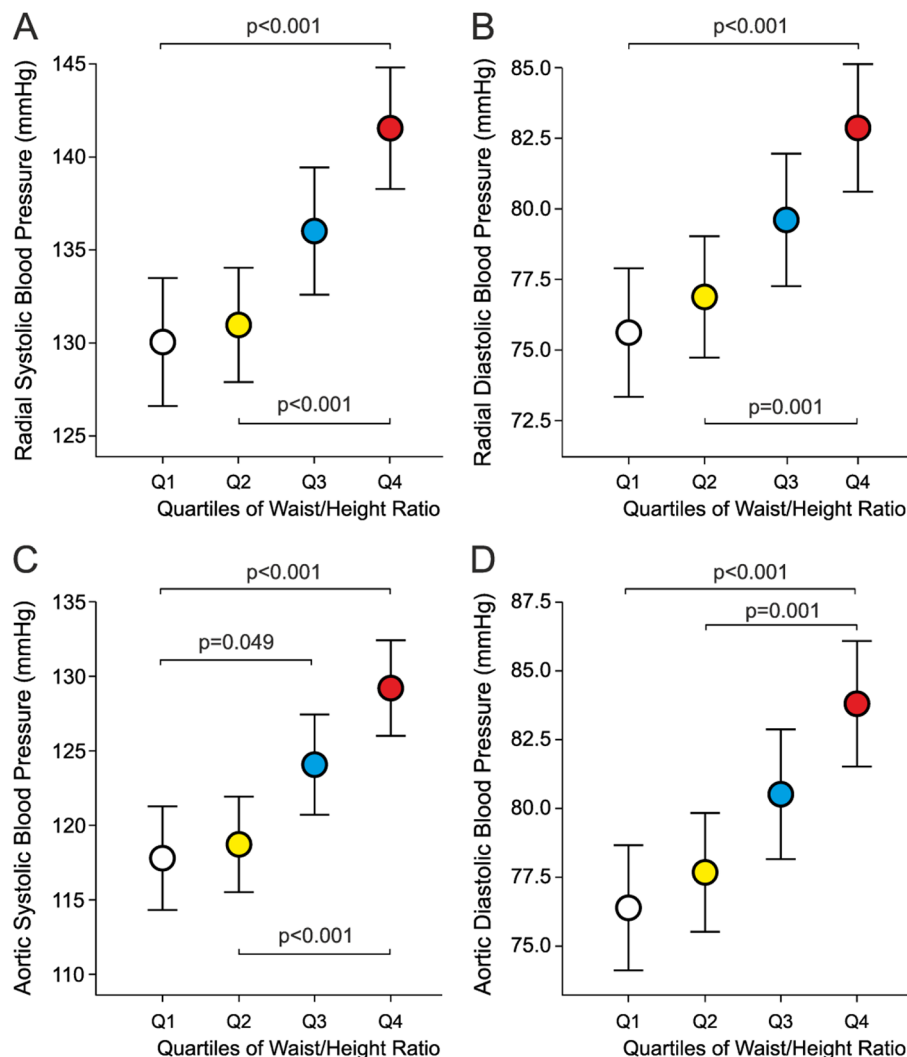 A
p<0.001
Radial Systolic Blood Pressure (mmHg)
145
140
135
130
125
p<0.001
Q1 Q2 Q3 Q4
Quartiles of Waist/Height Ratio
B
p<0.001
Radial Diastolic Blood Pressure (mmHg)
85.0
82.5
80.0
77.5
75.0
72.5
p=0.001
Q1 Q2 Q3 Q4
Quartiles of Waist/Height Ratio
C
p<0.001
p=0.049
Aortic Systolic Blood Pressure (mmHg)
135
130
125
120
115
110
p<0.001
Q1 Q2 Q3 Q4
Quartiles of Waist/Height Ratio
D
p<0.001
p=0.001
Aortic Diastolic Blood Pressure (mmHg)
87.5
85.0
82.5
80.0
77.5
75.0
Q1 Q2 Q3 Q4
Quartiles of Waist/Height Ratio